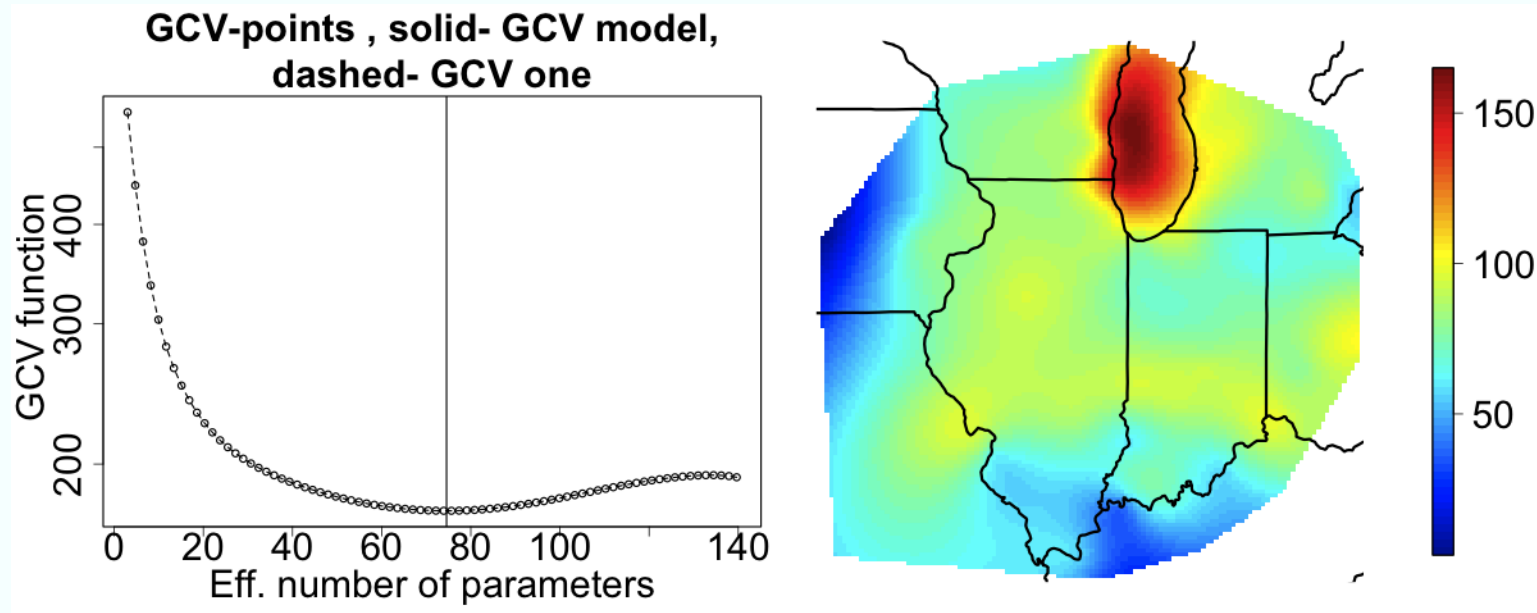 GCV-points , solid- GCV model,
dashed- GCV one
GCV function
400
300
200
0 20 40 60 80 100 140
Eff. number of parameters
150
100
50